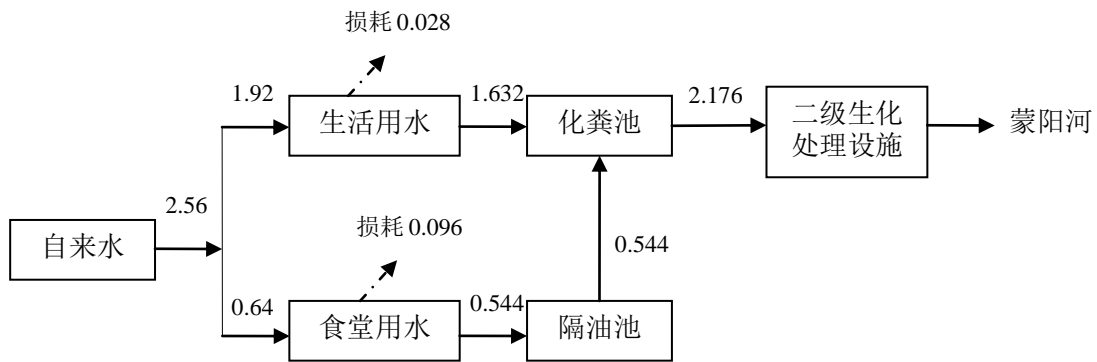 损耗 0.028
1.92
生活用水
1.632
化粪池
2.176
二级生化
处理设施
蒙阳河
自来水
2.56
损耗 0.096
0.544
0.64
食堂用水
0.544
隔油池